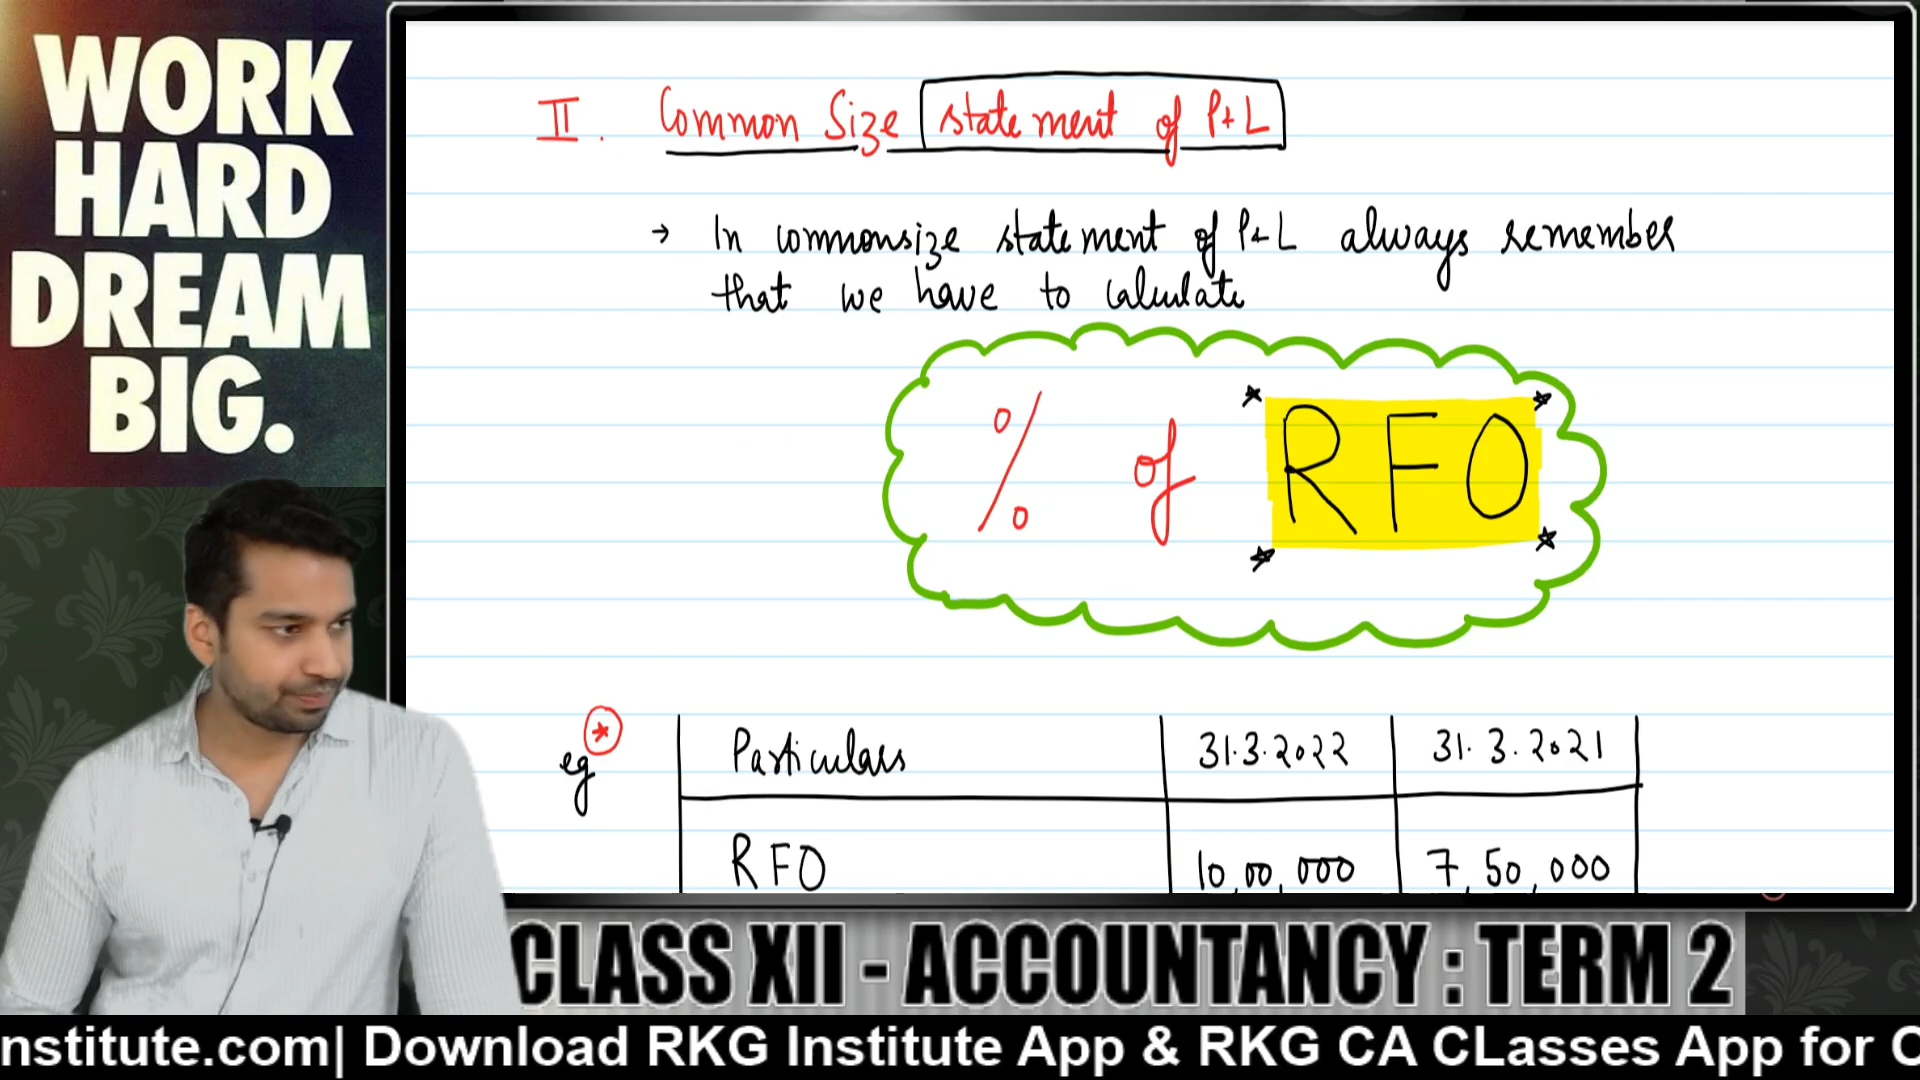 WORK
HARD
DREAM
BIG.
II. Common Size statement of P+L
→ In commonsize statement of P+L always remember
that we have to calculate
% of RFO
eg * Particulars 31.3.2022 31.3.2021
RFO 10,00,000 7,50,000
CLASS XII - ACCOUNTANCY : TERM 2
nstitute.com| Download RKG Institute App & RKG CA CLasses App for C